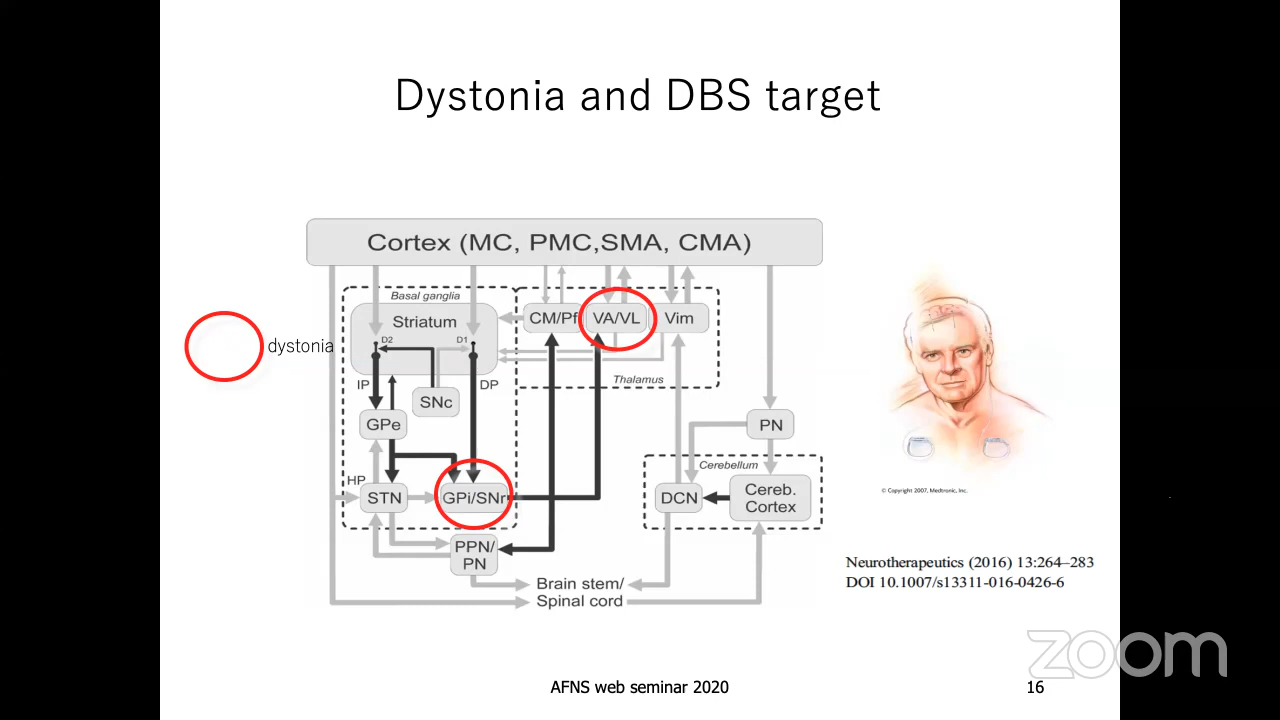 Dystonia and DBS target
Cortex (MC, PMC,SMA, CMA)
Basal ganglia
Striatum
CM/Pf
VA/VL
Vim
dystonia
D2
D1
Thalamus
IP
DP
SNc
GPe
PN
Cerebellum
HP
STN
GPi/SNr
DCN
Cereb.
Cortex
© Copyright 2007, Medtronic, Inc.
PPN/
PN
Brain stem/
Spinal cord
Neurotherapeutics (2016) 13:264–283
DOI 10.1007/s13311-016-0426-6
zoom
AFNS web seminar 2020
16